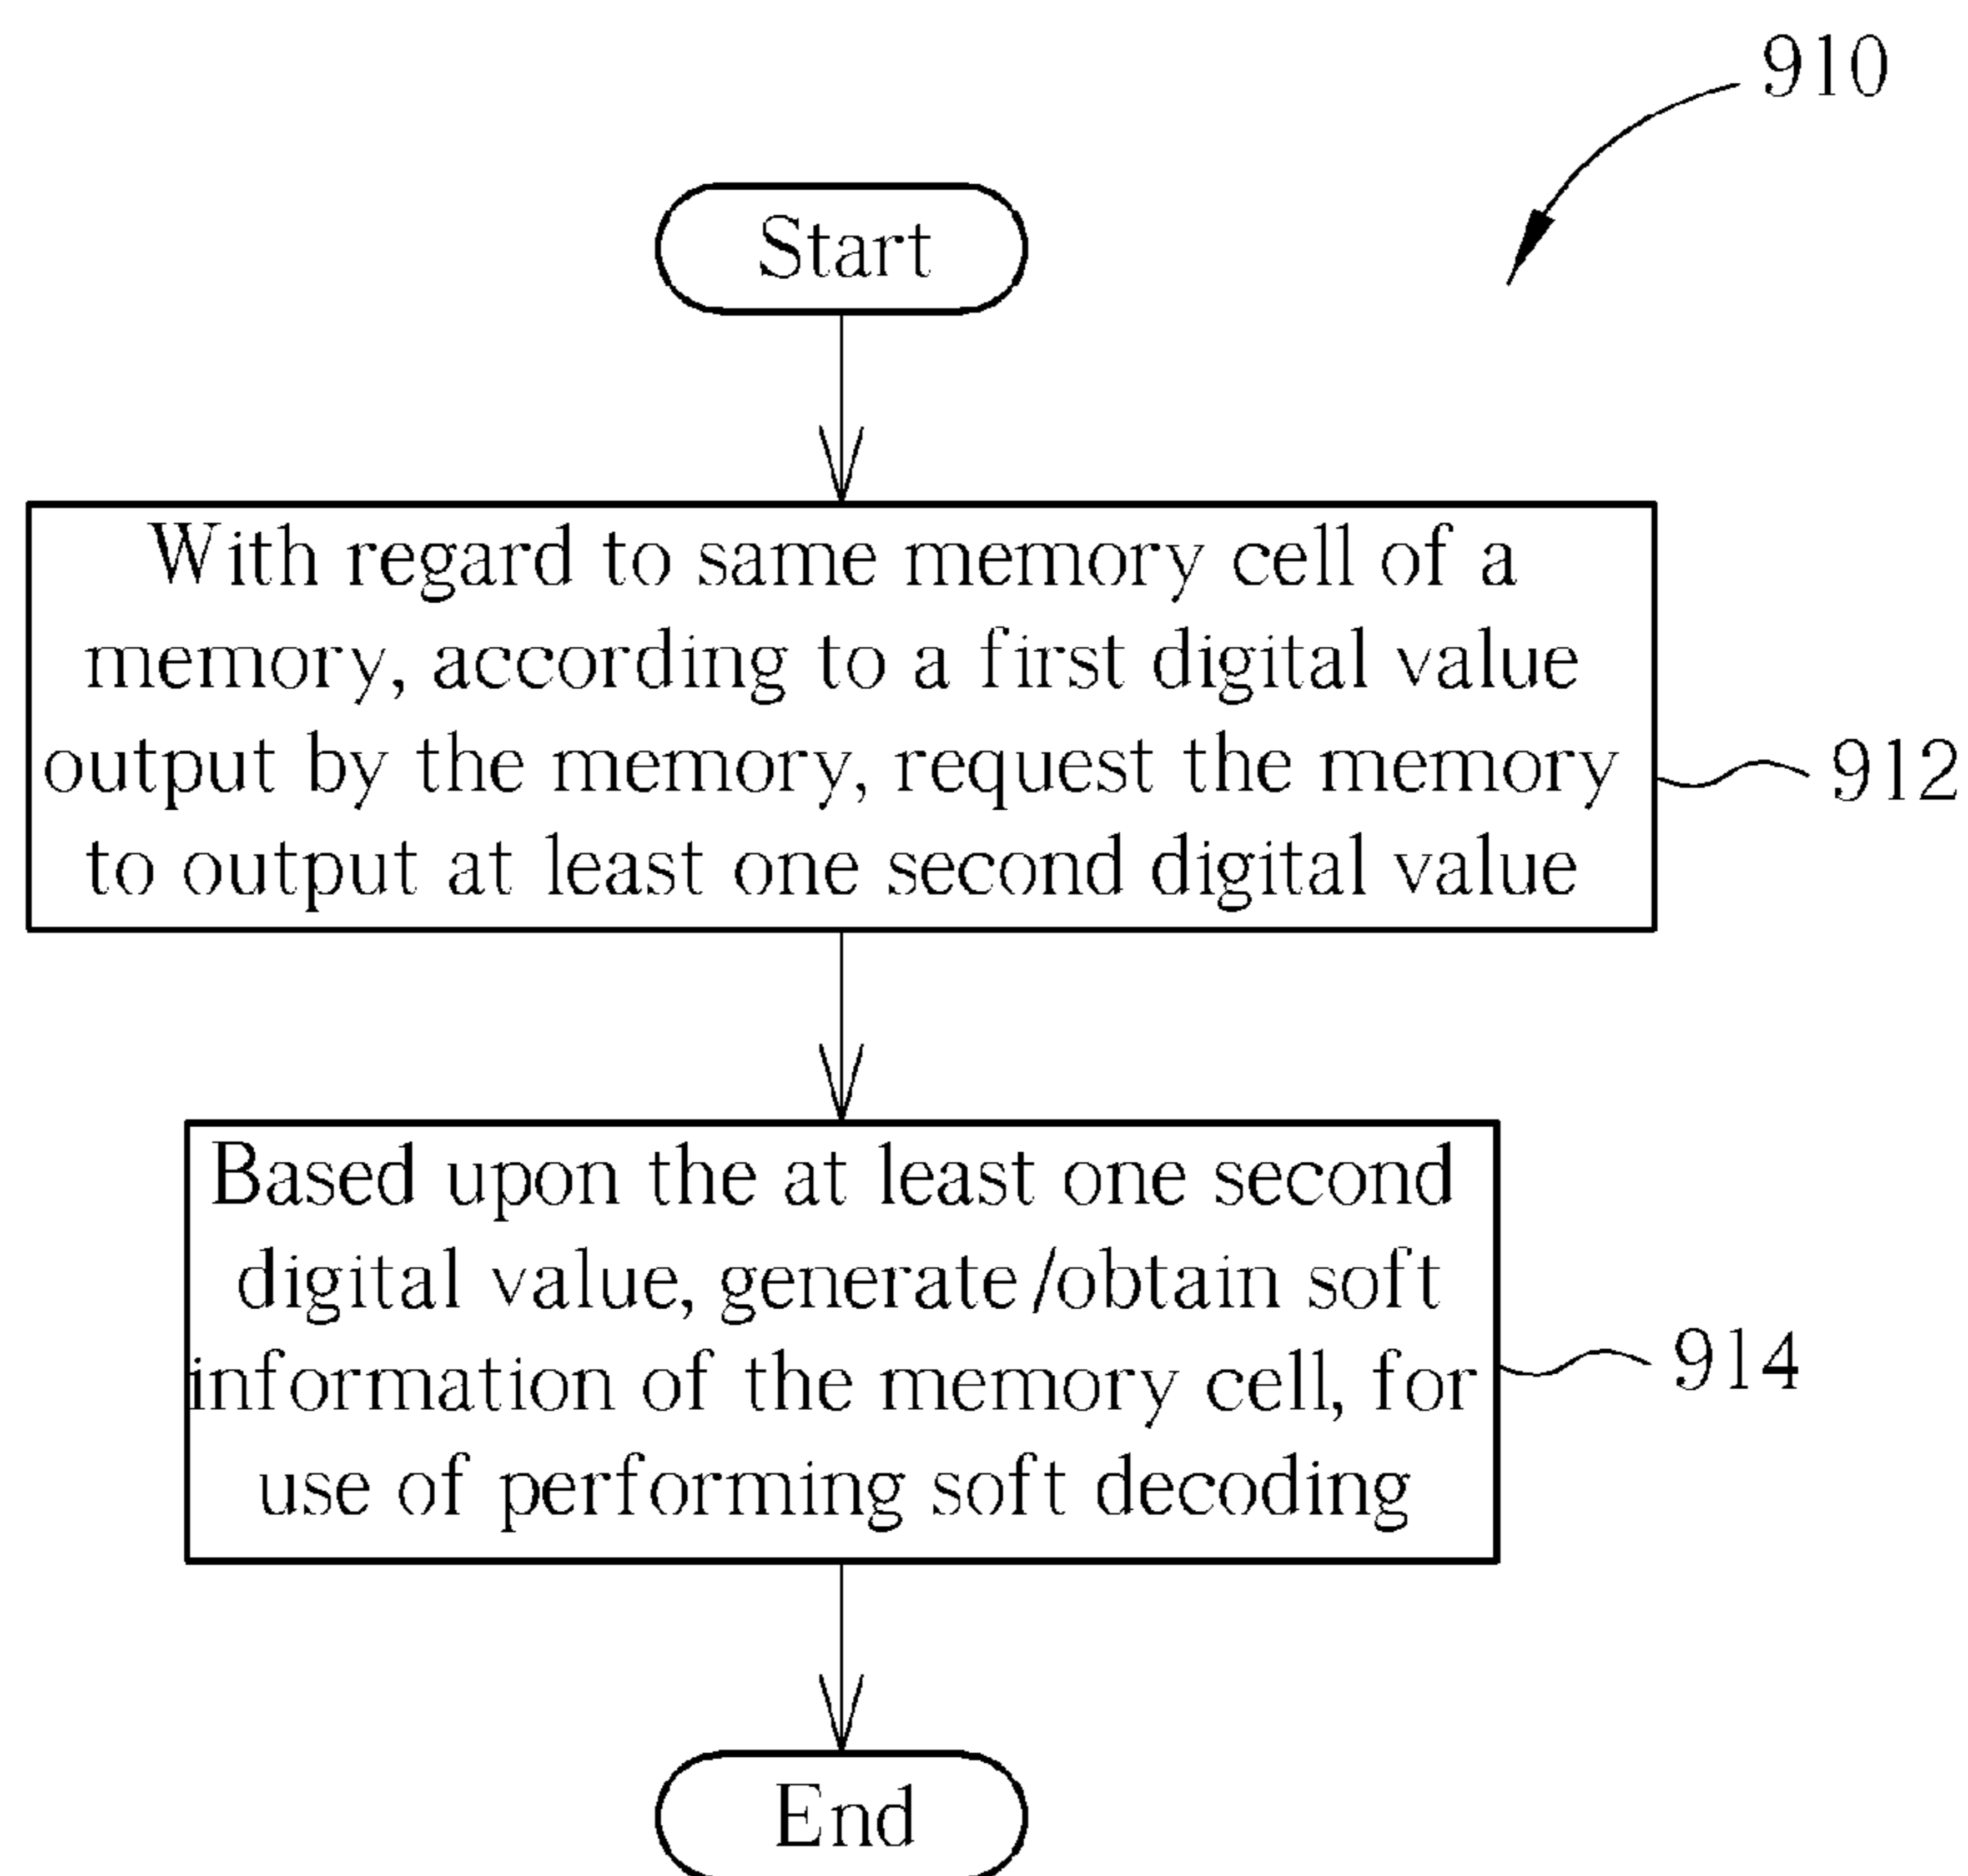 910
Start
With regard to same memory cell of a
memory, according to a first digital value
output by the memory, request the memory
to output at least one second digital value
912
Based upon the at least one second
digital value, generate/obtain soft
information of the memory cell, for
use of performing soft decoding
914
End